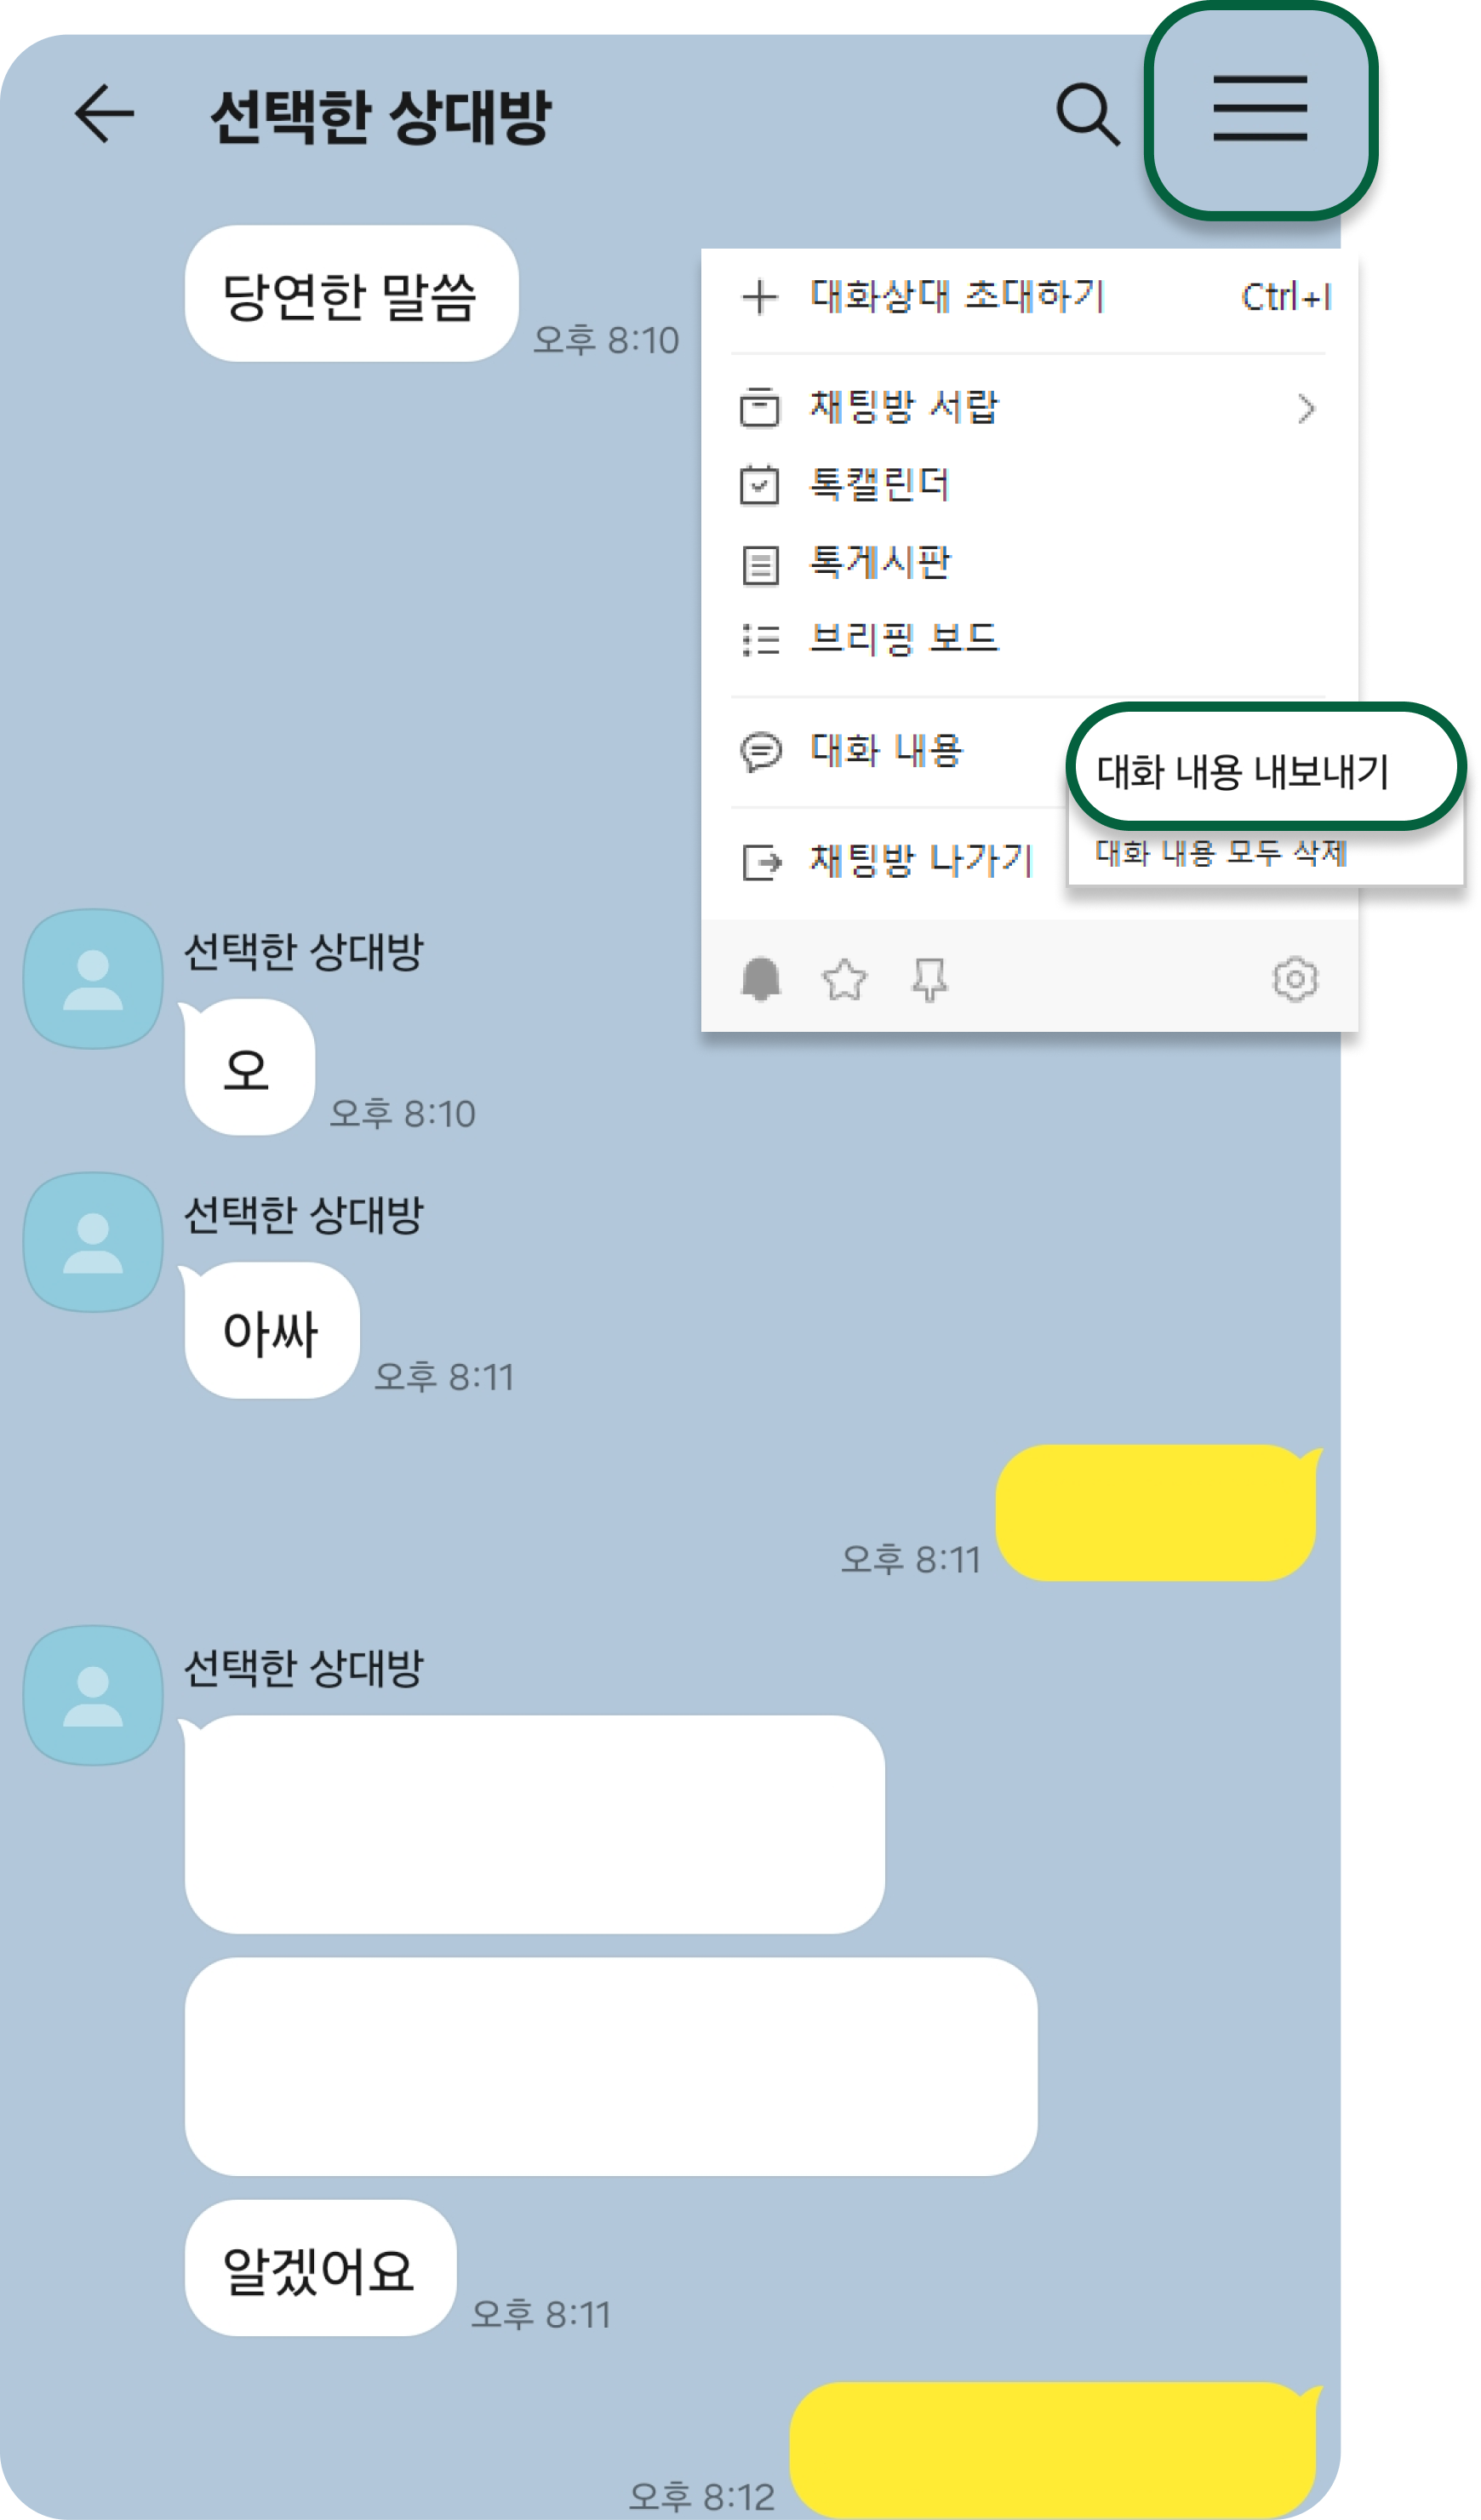 선택한 상대방
당연한 말씀
오후 8:10
대화상대 초대하기 Ctrl+I
채팅방 서랍
톡캘린더
톡게시판
브리핑 보드
대화 내용
대화 내용 내보내기
대화 내용 모두 삭제
채팅방 나가기
선택한 상대방
오
오후 8:10
선택한 상대방
아싸
오후 8:11
오후 8:11
선택한 상대방
알겠어요
오후 8:11
오후 8:12